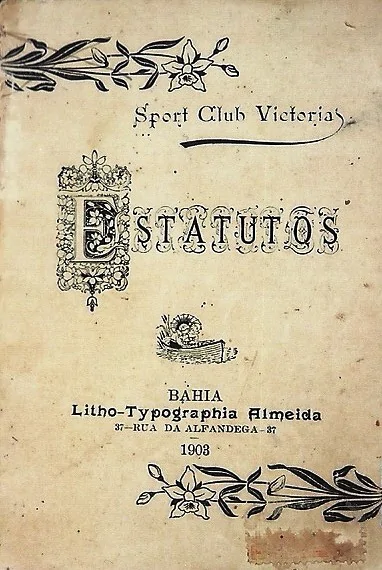 Sport Club Victoria
ESTATUTOS
BAHIA
Litho-Typographia Almeida
37—RUA DA ALFANDEGA—37
1903